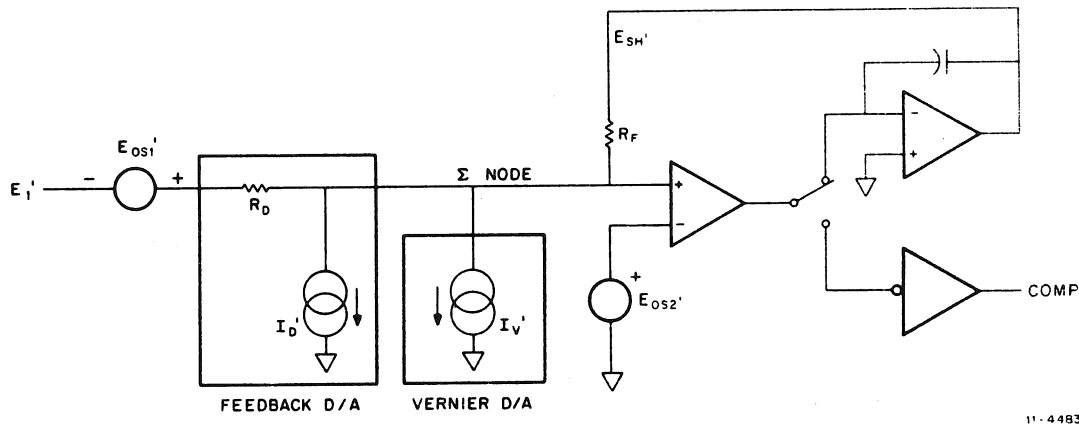 E_SH'
R_F
E_OS1'
E_1' − +
Σ NODE
R_D
I_D'
I_V'
+
−
+
E_OS2'
−
+
COMP
FEEDBACK D/A
VERNIER D/A
11-4483